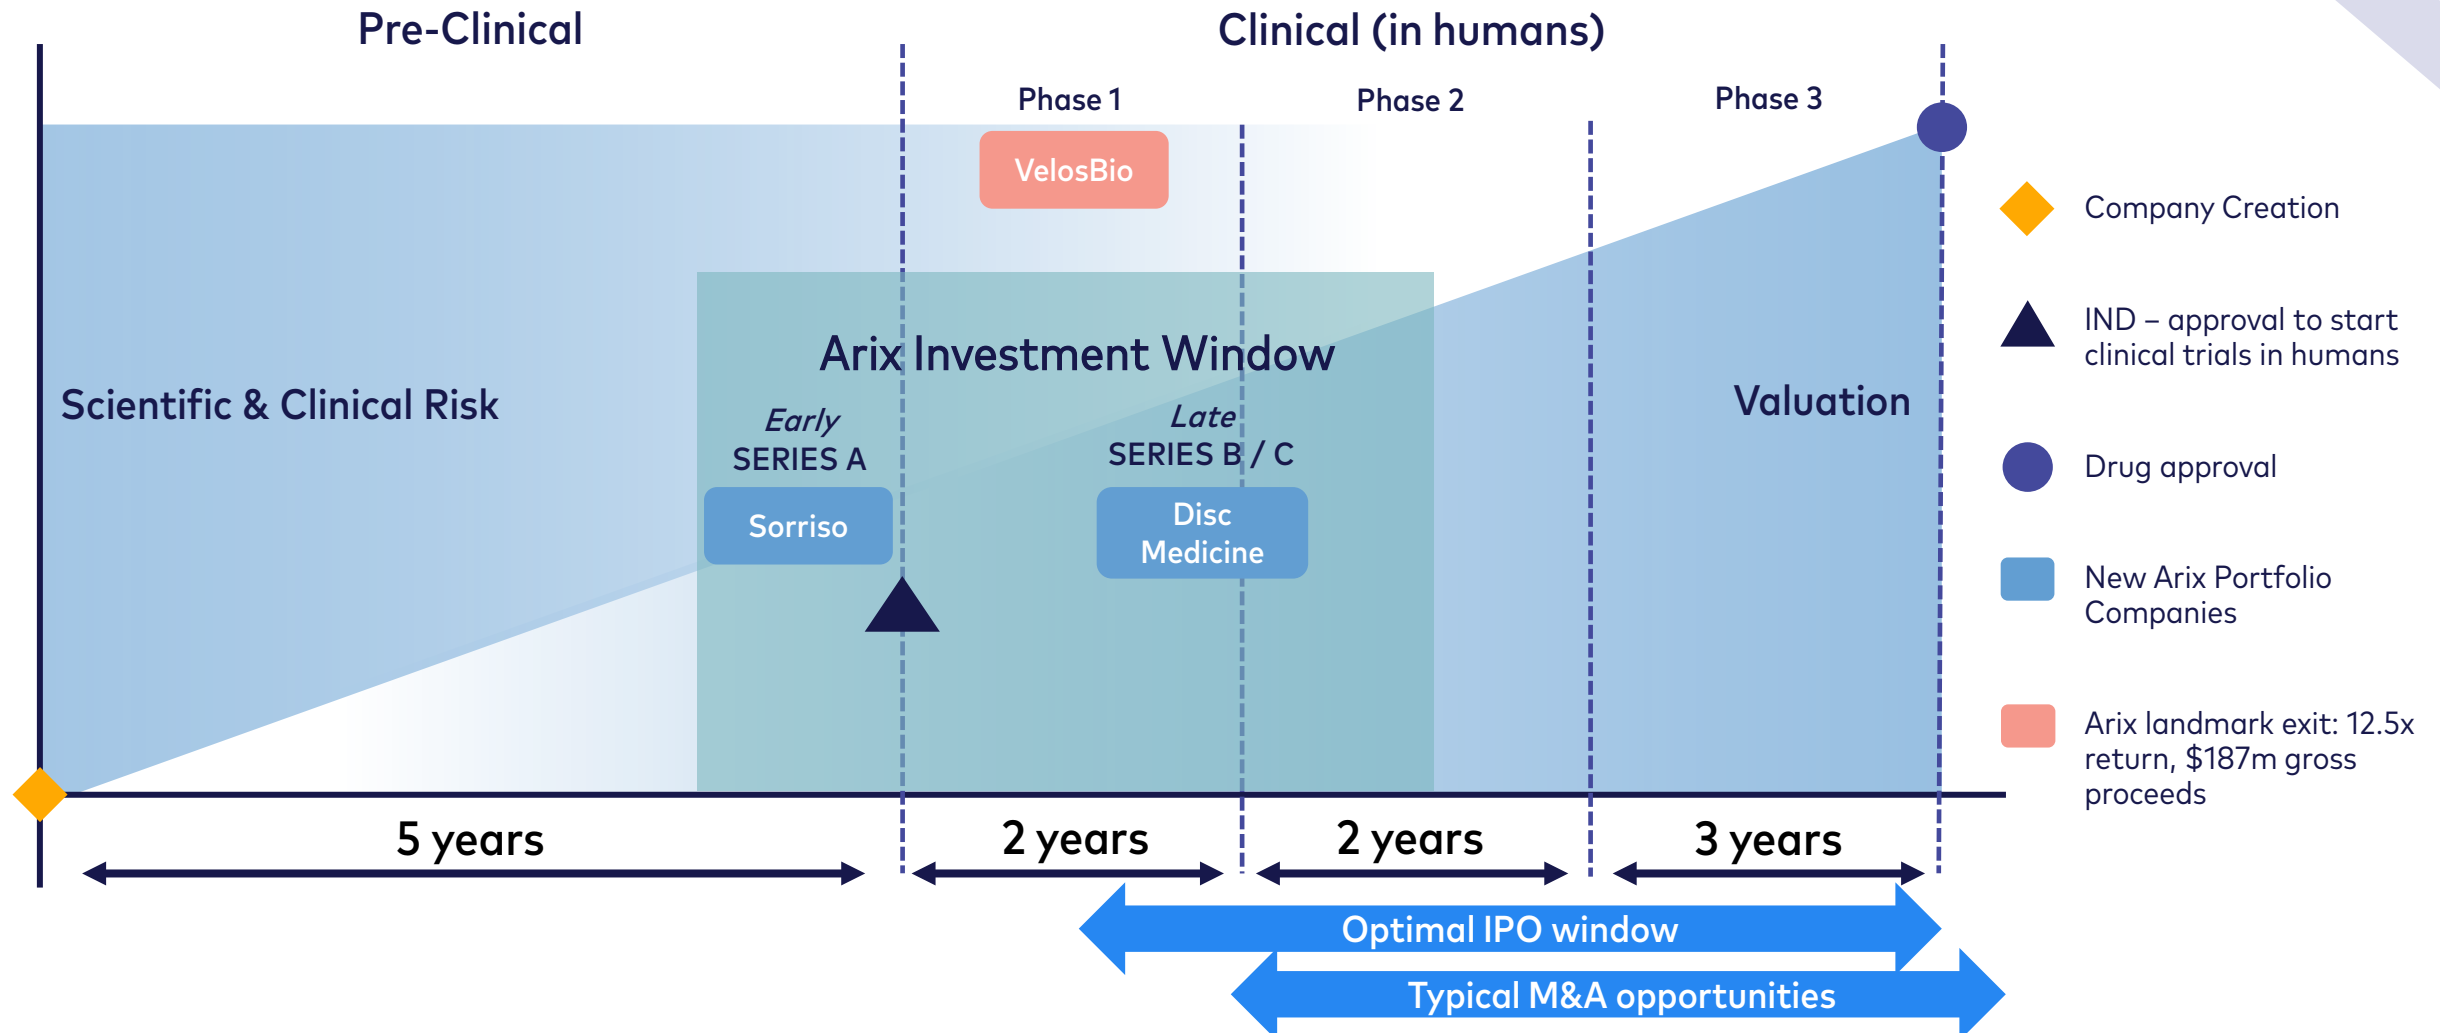 Pre-Clinical
Clinical (in humans)
Phase 1
Phase 2
Phase 3
VelosBio
Scientific & Clinical Risk
Arix Investment Window
Early
SERIES A
Sorriso
Late
SERIES B / C
Disc
Medicine
Valuation
5 years
2 years
2 years
3 years
Optimal IPO window
Typical M&A opportunities
Company Creation
IND – approval to start
clinical trials in humans
Drug approval
New Arix Portfolio
Companies
Arix landmark exit: 12.5x
return, $187m gross
proceeds